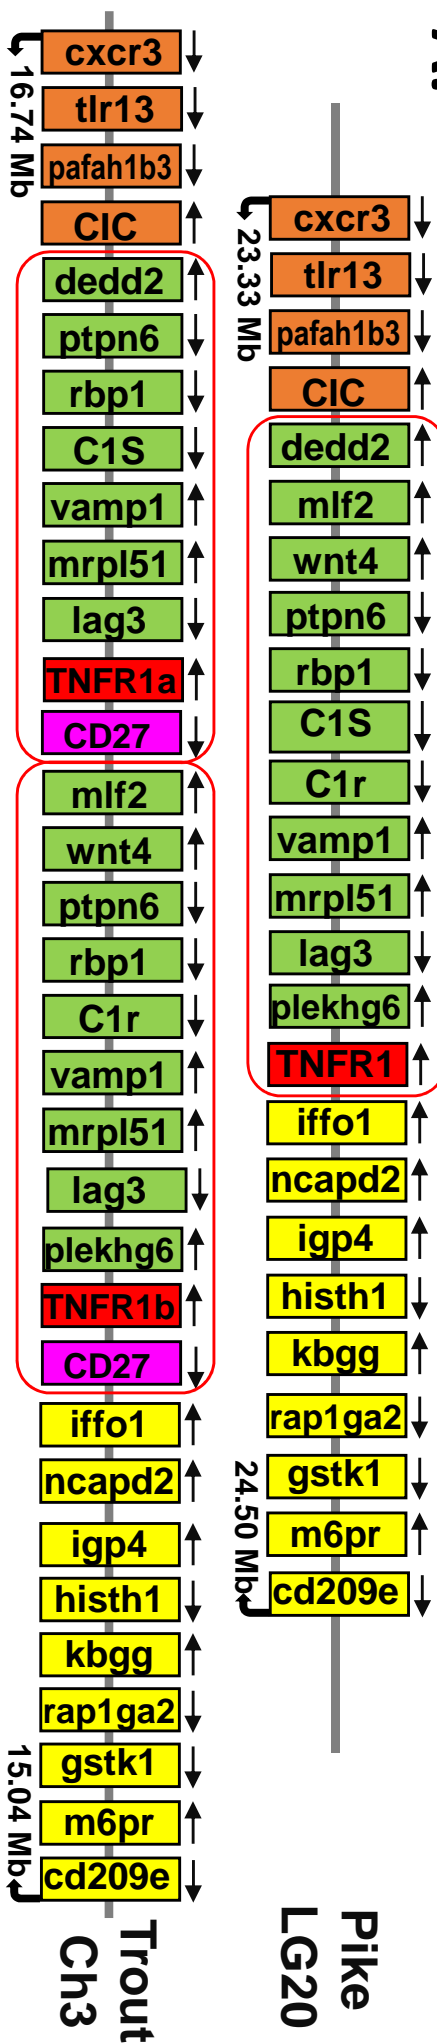 cxcr3
tlr13
pafah1b3
CIC
dedd2
ptpn6
rbp1
C1S
vamp1
mrpl51
lag3
TNFR1a
CD27
mlf2
wnt4
ptpn6
rbp1
C1r
vamp1
mrpl51
lag3
plekhg6
TNFR1b
CD27
iffo1
ncapd2
igp4
histh1
kbgg
rap1ga2
gstk1
m6pr
cd209e
16.74 Mb
15.04 Mb
Trout
Ch3
cxcr3
tlr13
pafah1b3
CIC
dedd2
mlf2
wnt4
ptpn6
rbp1
C1S
C1r
vamp1
mrpl51
lag3
plekhg6
TNFR1
iffo1
ncapd2
igp4
histh1
kbgg
rap1ga2
gstk1
m6pr
cd209e
23.33 Mb
24.50 Mb
Pike
LG20